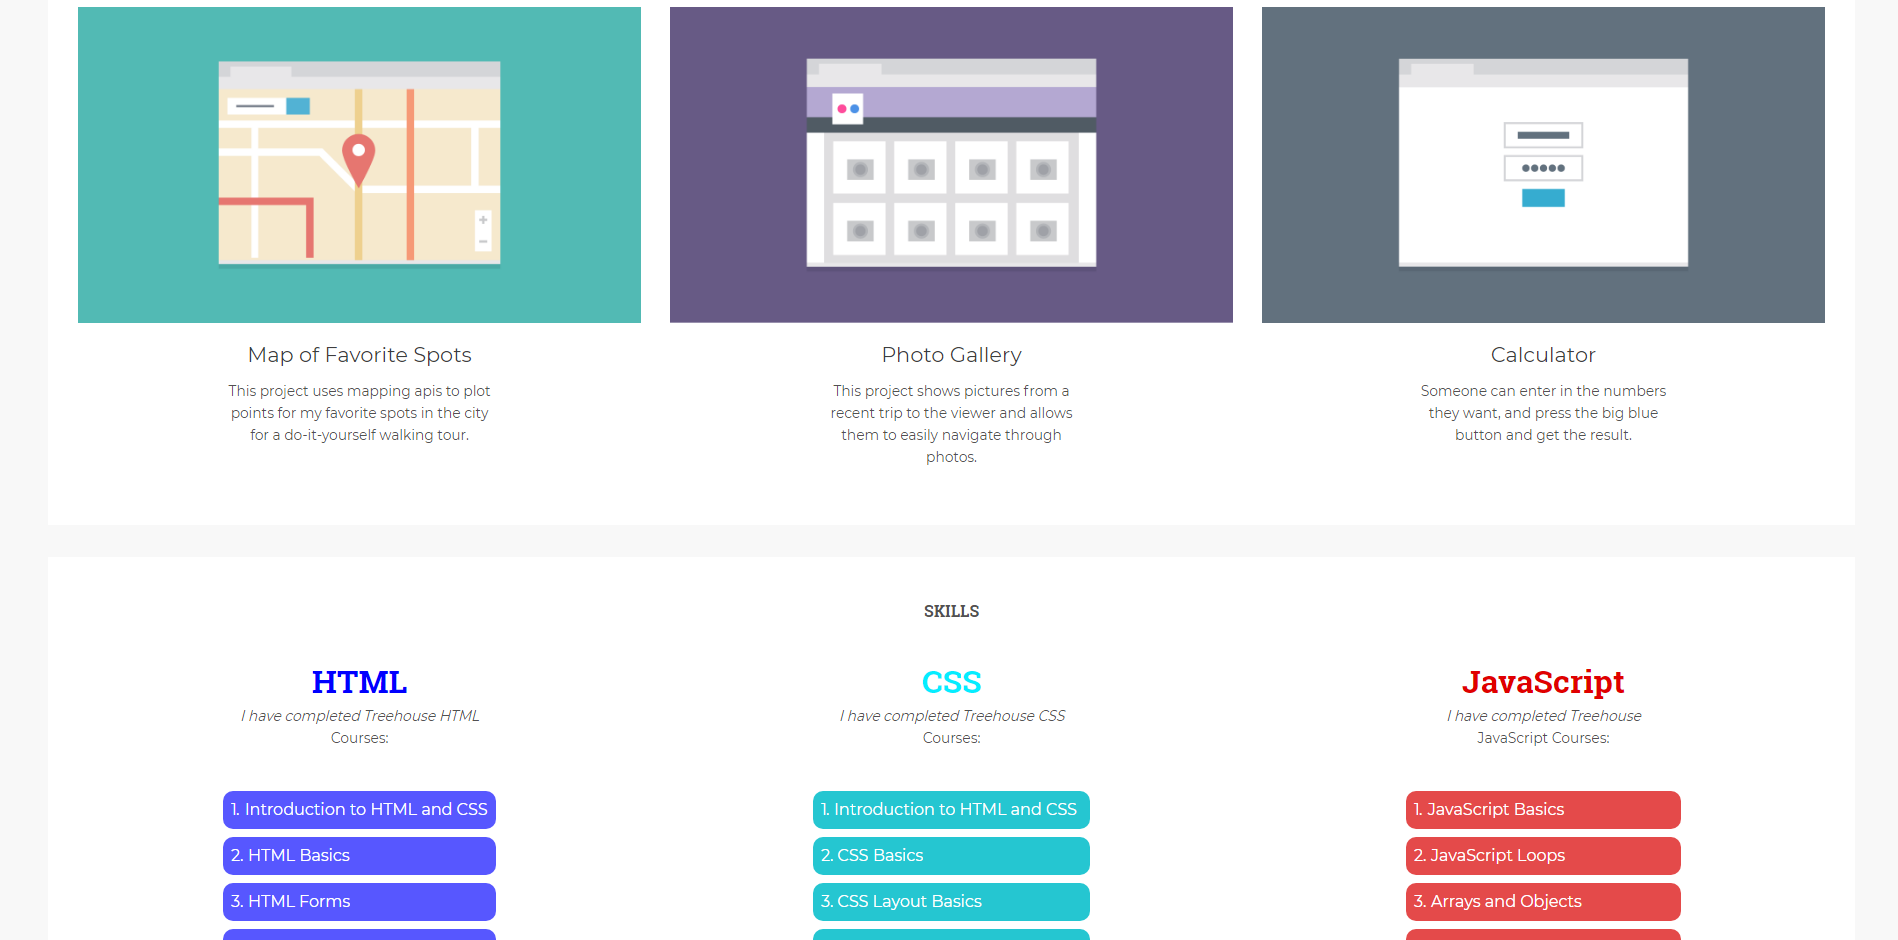 Map of Favorite Spots
This project uses mapping apis to plot
points for my favorite spots in the city
for a do-it-yourself walking tour.
Photo Gallery
This project shows pictures from a
recent trip to the viewer and allows
them to easily navigate through
photos.
Calculator
Someone can enter in the numbers
they want, and press the big blue
button and get the result.
SKILLS
HTML
I have completed Treehouse HTML
Courses:
1. Introduction to HTML and CSS
2. HTML Basics
3. HTML Forms
CSS
I have completed Treehouse CSS
Courses:
1. Introduction to HTML and CSS
2. CSS Basics
3. CSS Layout Basics
JavaScript
I have completed Treehouse
JavaScript Courses:
1. JavaScript Basics
2. JavaScript Loops
3. Arrays and Objects